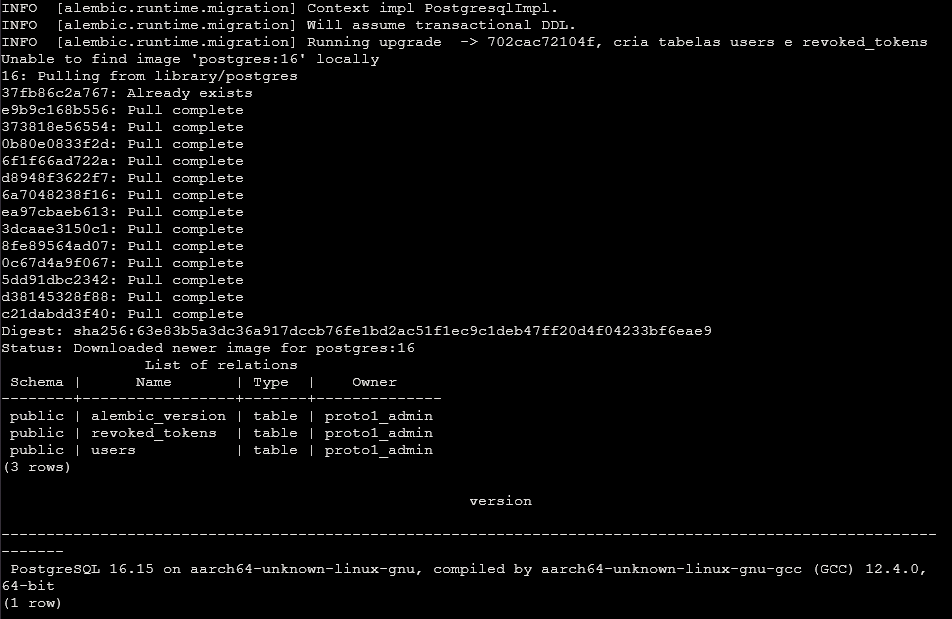 INFO  [alembic.runtime.migration] Context impl PostgresqlImpl.
INFO  [alembic.runtime.migration] Will assume transactional DDL.
INFO  [alembic.runtime.migration] Running upgrade  -> 702cac72104f, cria tabelas users e revoked_tokens
Unable to find image 'postgres:16' locally
16: Pulling from library/postgres
37fb86c2a767: Already exists
e9b9c168b556: Pull complete
373818e56554: Pull complete
0b80e0833f2d: Pull complete
6f1f66ad722a: Pull complete
d8948f3622f7: Pull complete
6a7048238f16: Pull complete
ea97cbaeb613: Pull complete
3dcaae3150c1: Pull complete
8fe89564ad07: Pull complete
0c67d4a9f067: Pull complete
5dd91dbc2342: Pull complete
d38145328f88: Pull complete
c21dabdd3f40: Pull complete
Digest: sha256:63e83b5a3dc36a917dccb76fe1bd2ac51f1ec9c1deb47ff20d4f04233bf6eae9
Status: Downloaded newer image for postgres:16
                List of relations
 Schema |      Name       | Type  |    Owner
--------+-----------------+-------+--------------
 public | alembic_version | table | proto1_admin
 public | revoked_tokens  | table | proto1_admin
 public | users           | table | proto1_admin
(3 rows)
                                                    version
--------------------------------------------------------------------------------------------------------
-------
 PostgreSQL 16.15 on aarch64-unknown-linux-gnu, compiled by aarch64-unknown-linux-gnu-gcc (GCC) 12.4.0,
64-bit
(1 row)